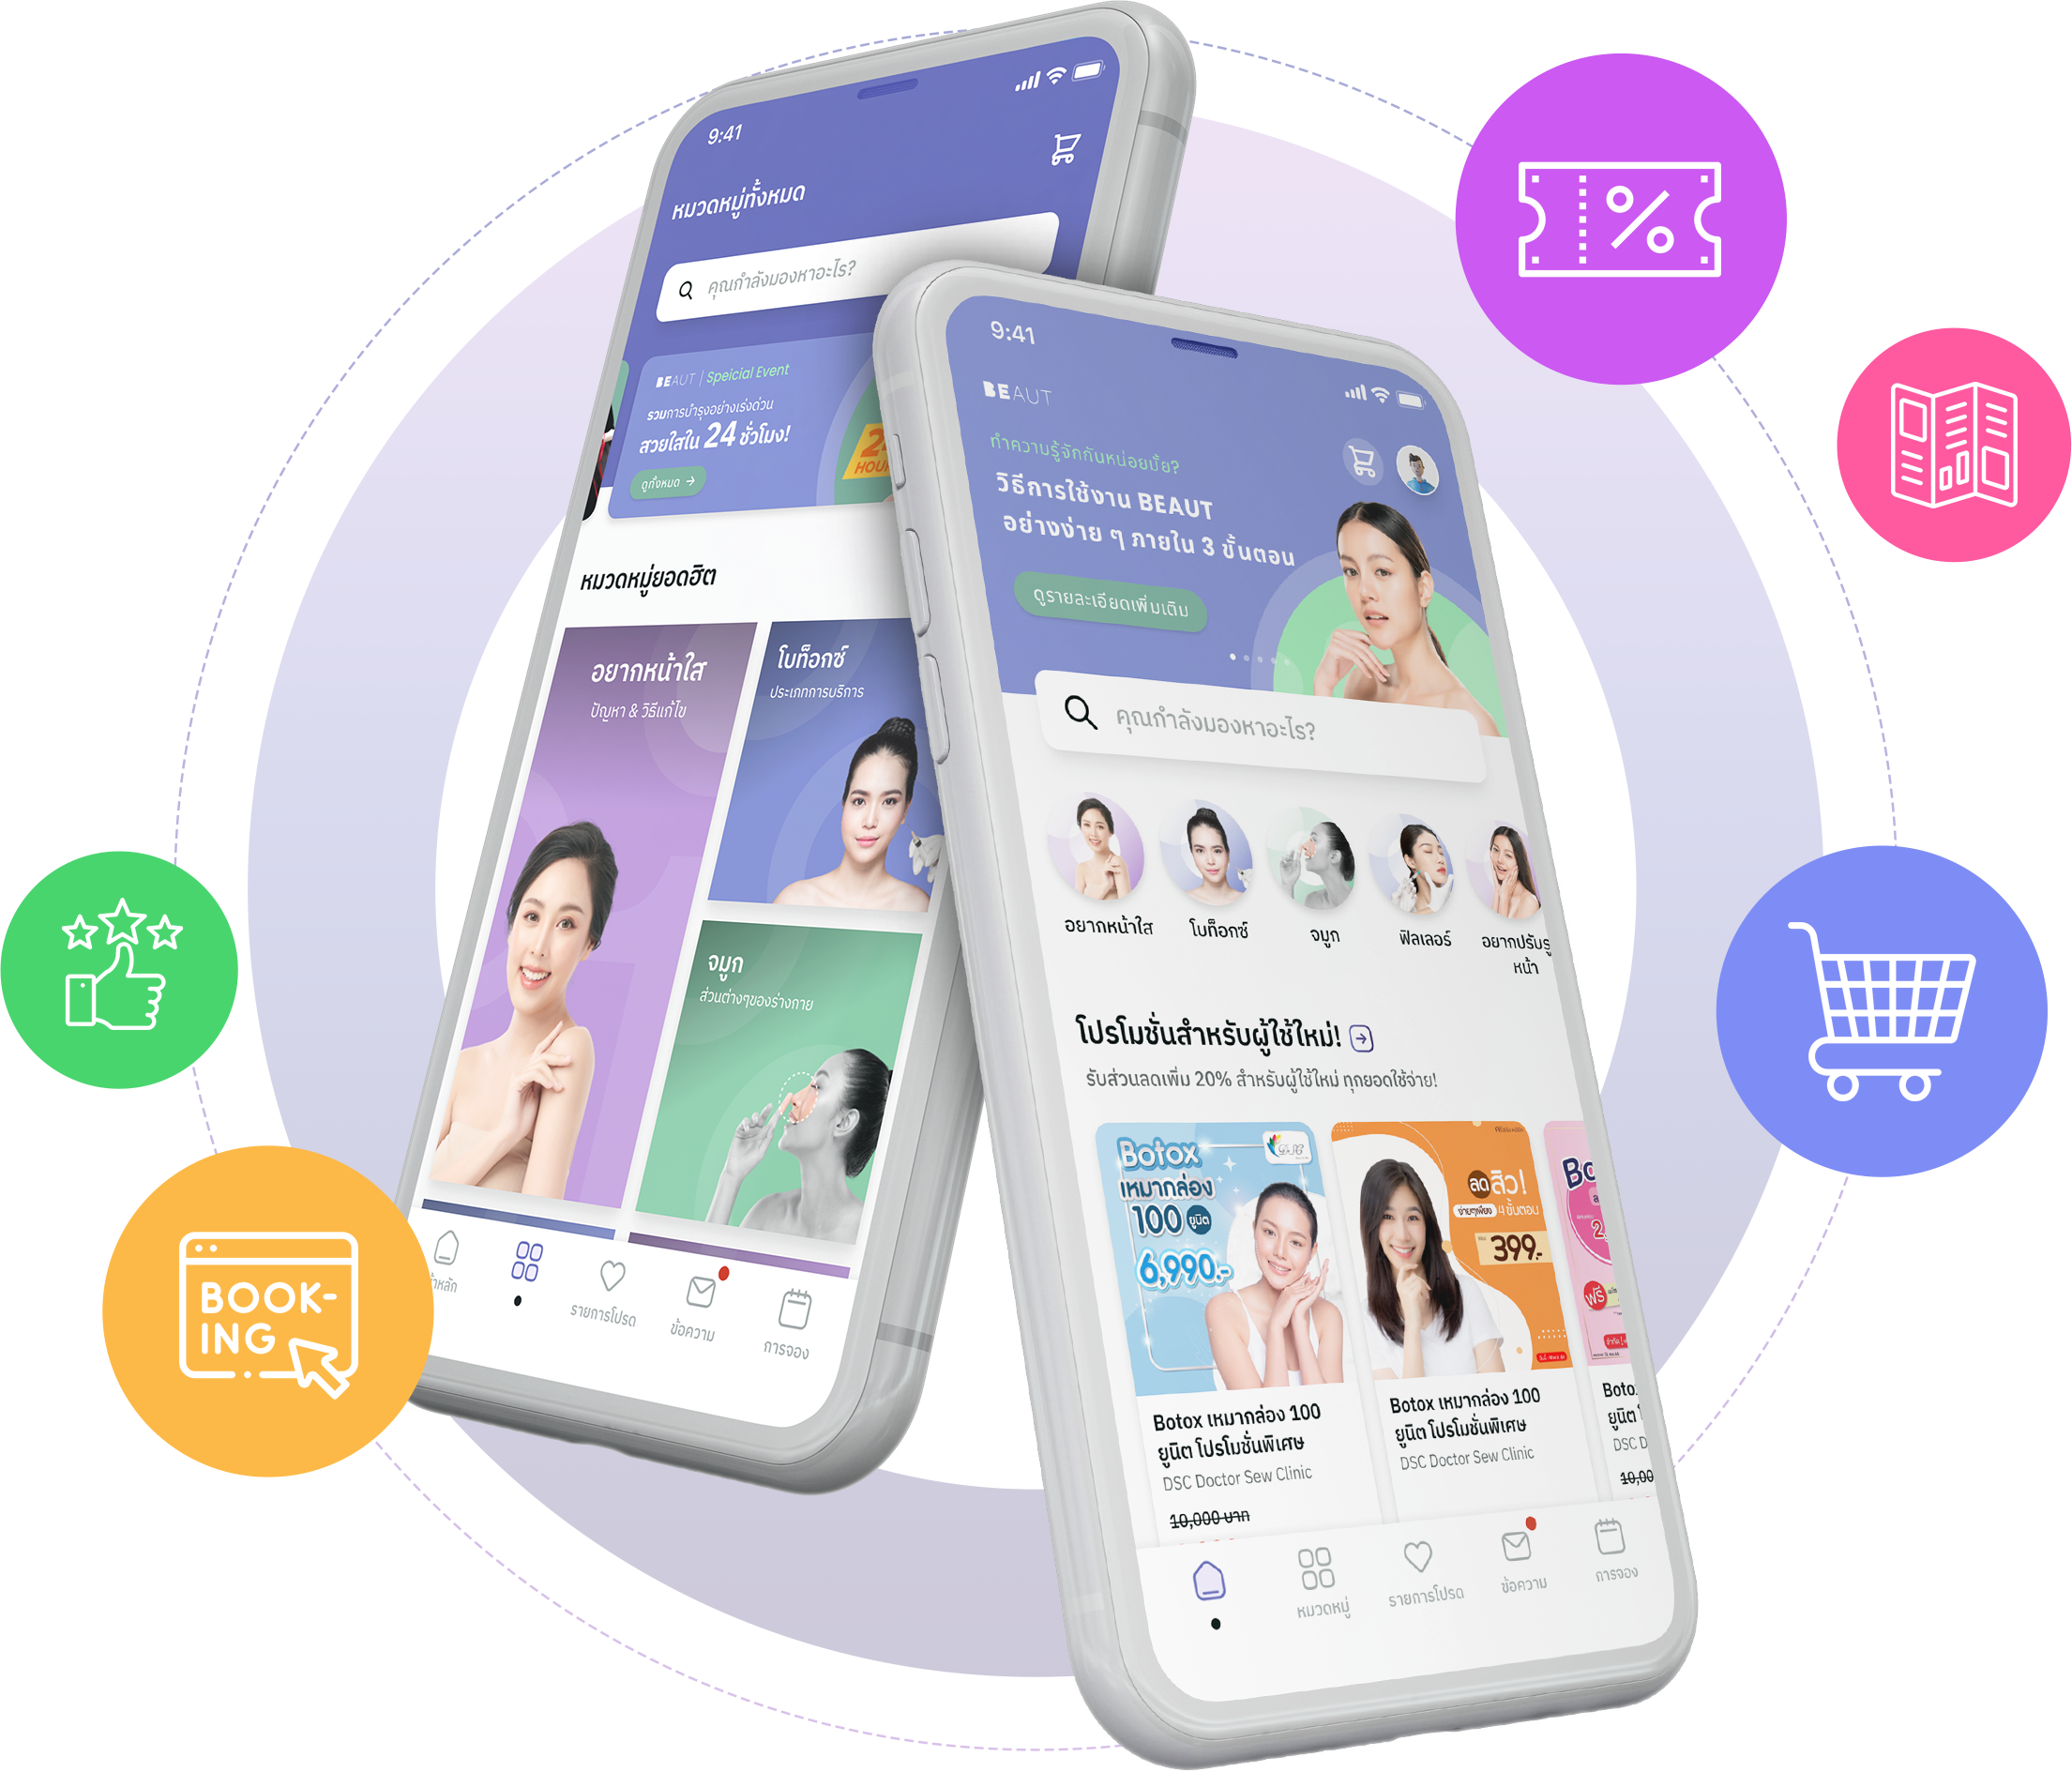 9:41
หมวดหมู่ทั้งหมด
คุณกำลังมองหาอะไร?
BEAUT | Speicial Event
รวมการบำรุงอย่างเร่งด่วน
สวยใสใน 24 ชั่วโมง!
ดูทั้งหมด →
หมวดหมู่ยอดฮิต
อยากหน้าใส
ปัญหา & วิธีแก้ไข
โบท็อกซ์
ประเภทการบริการ
จมูก
ส่วนต่างๆของร่างกาย
รายการโปรด
ข้อความ
การจอง
9:41
BEAUT
ทำความรู้จักกันหน่อยมั้ย?
วิธีการใช้งาน BEAUT
อย่างง่าย ๆ ภายใน 3 ขั้นตอน
ดูรายละเอียดเพิ่มเติม
คุณกำลังมองหาอะไร?
อยากหน้าใส
โบท็อกซ์
จมูก
ฟิลเลอร์
อยากปรับรู
หน้า
โปรโมชั่นสำหรับผู้ใช้ใหม่!
รับส่วนลดเพิ่ม 20% สำหรับผู้ใช้ใหม่ ทุกยอดใช้จ่าย!
Botox
เหมากล่อง
100 ยูนิต
6,990.-
ลดสิว!
ง่ายๆเพียง 4 ขั้นตอน
399.-
ฟรี
Botox เหมากล่อง 100
ยูนิต โปรโมชั่นพิเศษ
DSC Doctor Sew Clinic
10,000 บาท
Botox เหมากล่อง 100
ยูนิต โปรโมชั่นพิเศษ
DSC Doctor Sew Clinic
หมวดหมู่
รายการโปรด
ข้อความ
การจอง
BOOK-
ING
%